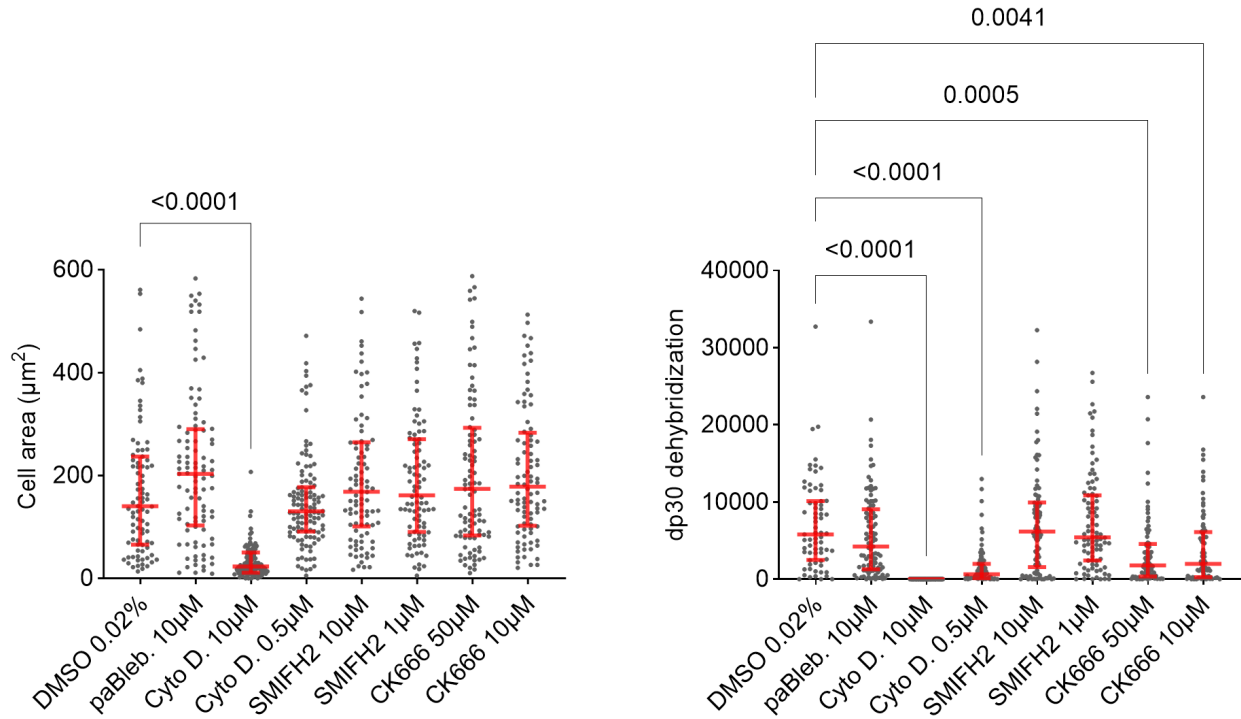 <0.0001
600
400
200
0
Cell area (µm²)
DMSO 0.02%
paBleb. 10µM
Cyto D. 10µM
Cyto D. 0.5µM
SMIFH2 10µM
SMIFH2 1µM
CK666 50µM
CK666 10µM
0.0041
0.0005
<0.0001
<0.0001
40000
30000
20000
10000
0
dp30 dehybridization
DMSO 0.02%
paBleb. 10µM
Cyto D. 10µM
Cyto D. 0.5µM
SMIFH2 10µM
SMIFH2 1µM
CK666 50µM
CK666 10µM